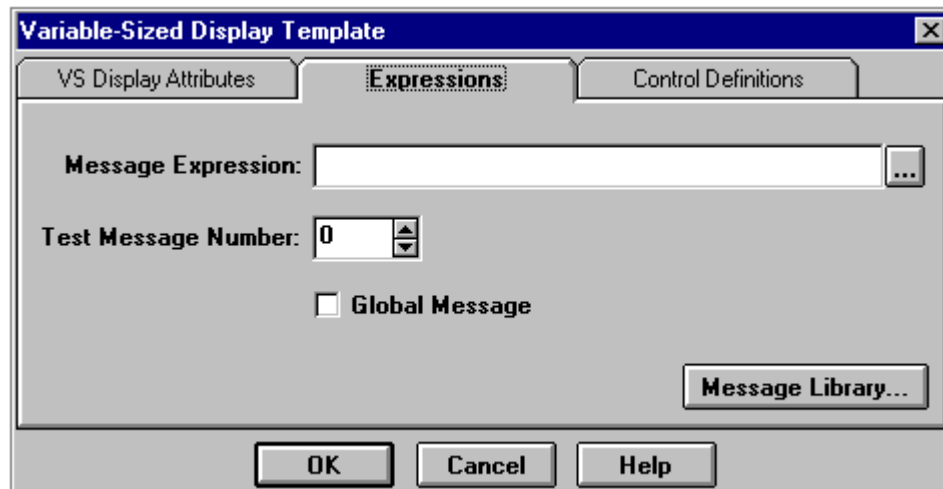 Variable-Sized Display Template
VS Display Attributes Expressions Control Definitions
Message Expression: ...
Test Message Number: 0
Global Message
Message Library...
OK Cancel Help